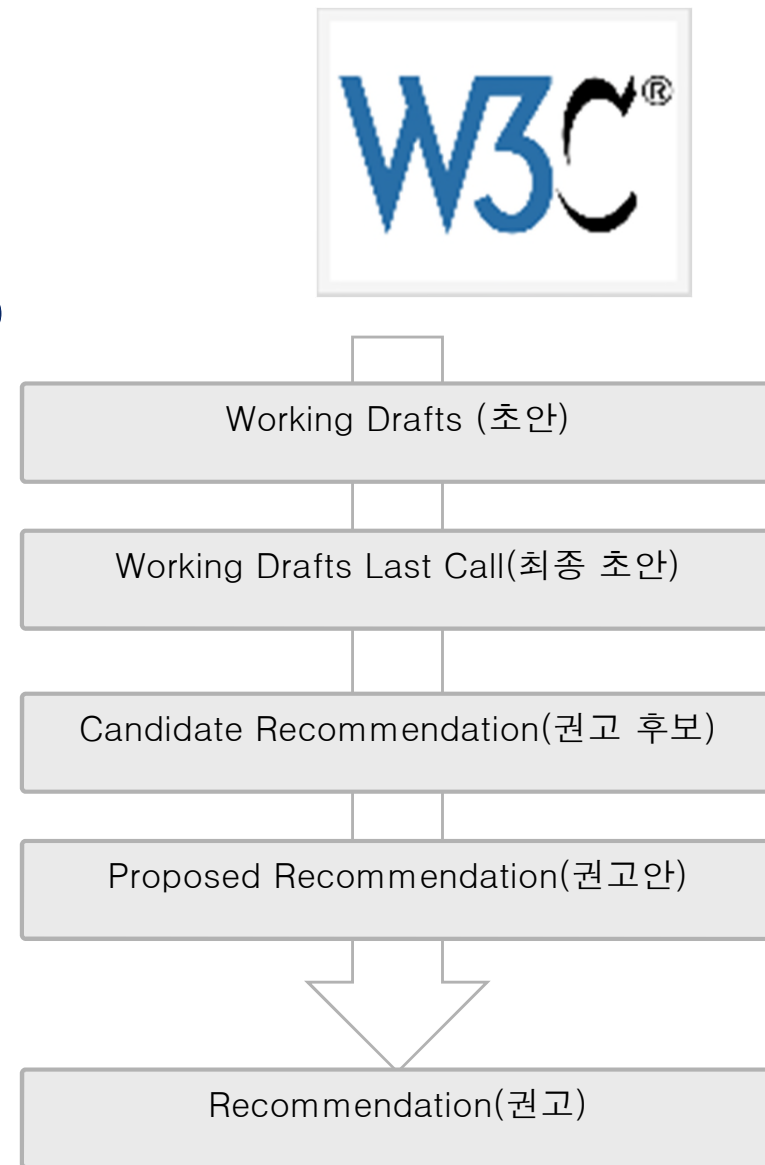 W3C®
)
Working Drafts (초안)
Working Drafts Last Call(최종 초안)
Candidate Recommendation(권고 후보)
Proposed Recommendation(권고안)
Recommendation(권고)